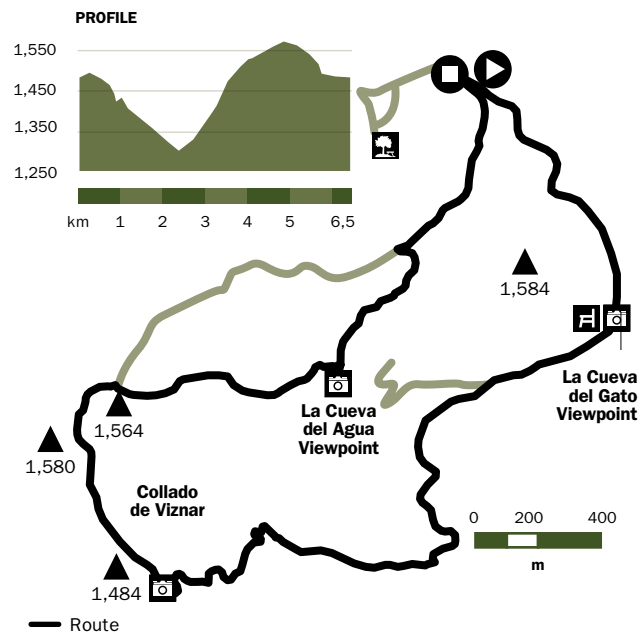 PROFILE
1,550
1,450
1,350
1,250
km 1 2 3 4 5 6,5
1,584
La Cueva
del Gato
Viewpoint
La Cueva
del Agua
Viewpoint
1,564
1,580
Collado
de Viznar
0 200 400
m
1,484
Route